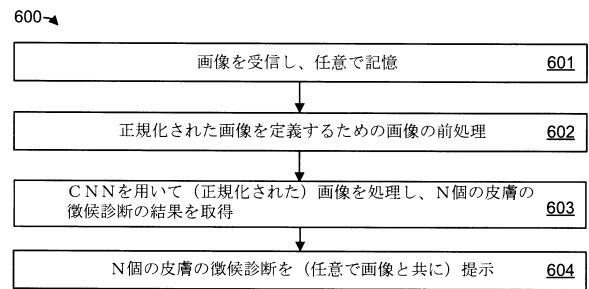 600
画像を受信し、任意で記憶 601
正規化された画像を定義するための画像の前処理 602
CNNを用いて(正規化された)画像を処理し、N個の皮膚の
徴候診断の結果を取得 603
N個の皮膚の徴候診断を(任意で画像と共に)提示 604